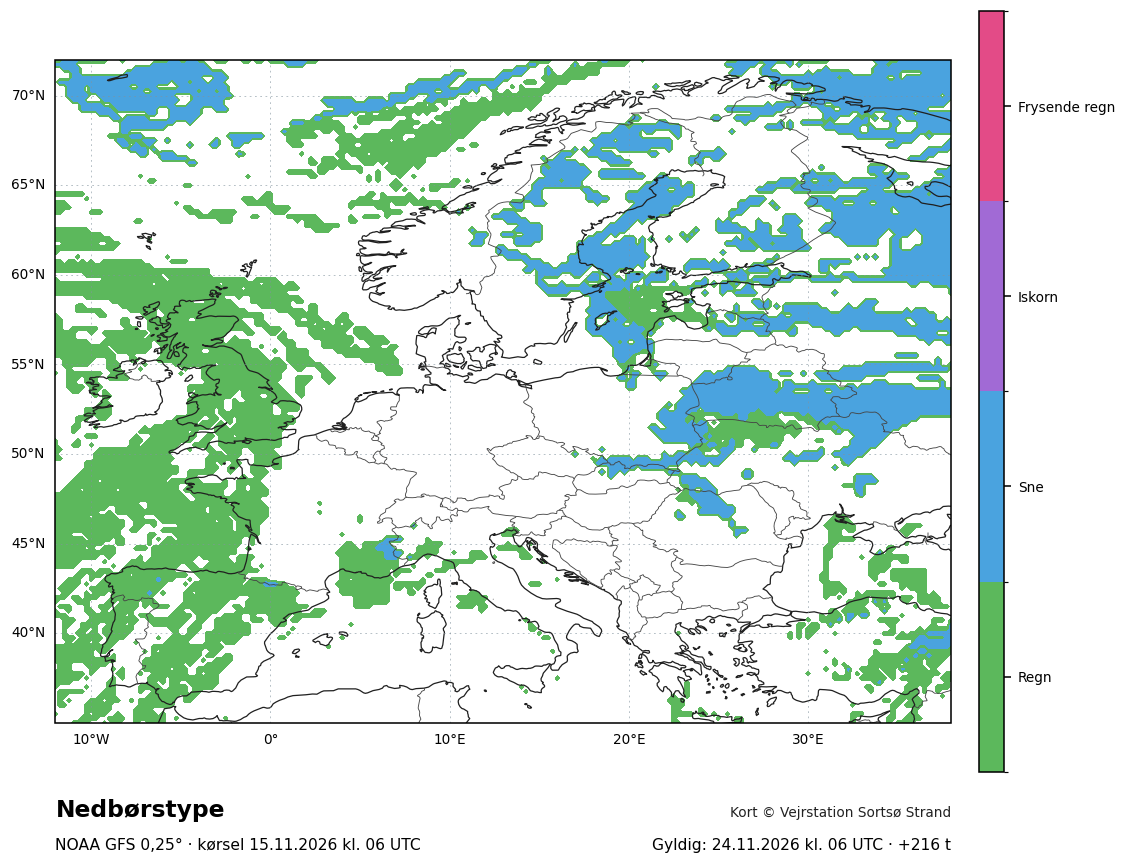 70°N
65°N
60°N
55°N
50°N
45°N
40°N
10°W
0°
10°E
20°E
30°E
Frysende regn
Iskorn
Sne
Regn
Nedbørstype
Kort © Vejrstation Sortsø Strand
NOAA GFS 0,25° · kørsel 15.11.2026 kl. 06 UTC
Gyldig: 24.11.2026 kl. 06 UTC · +216 t